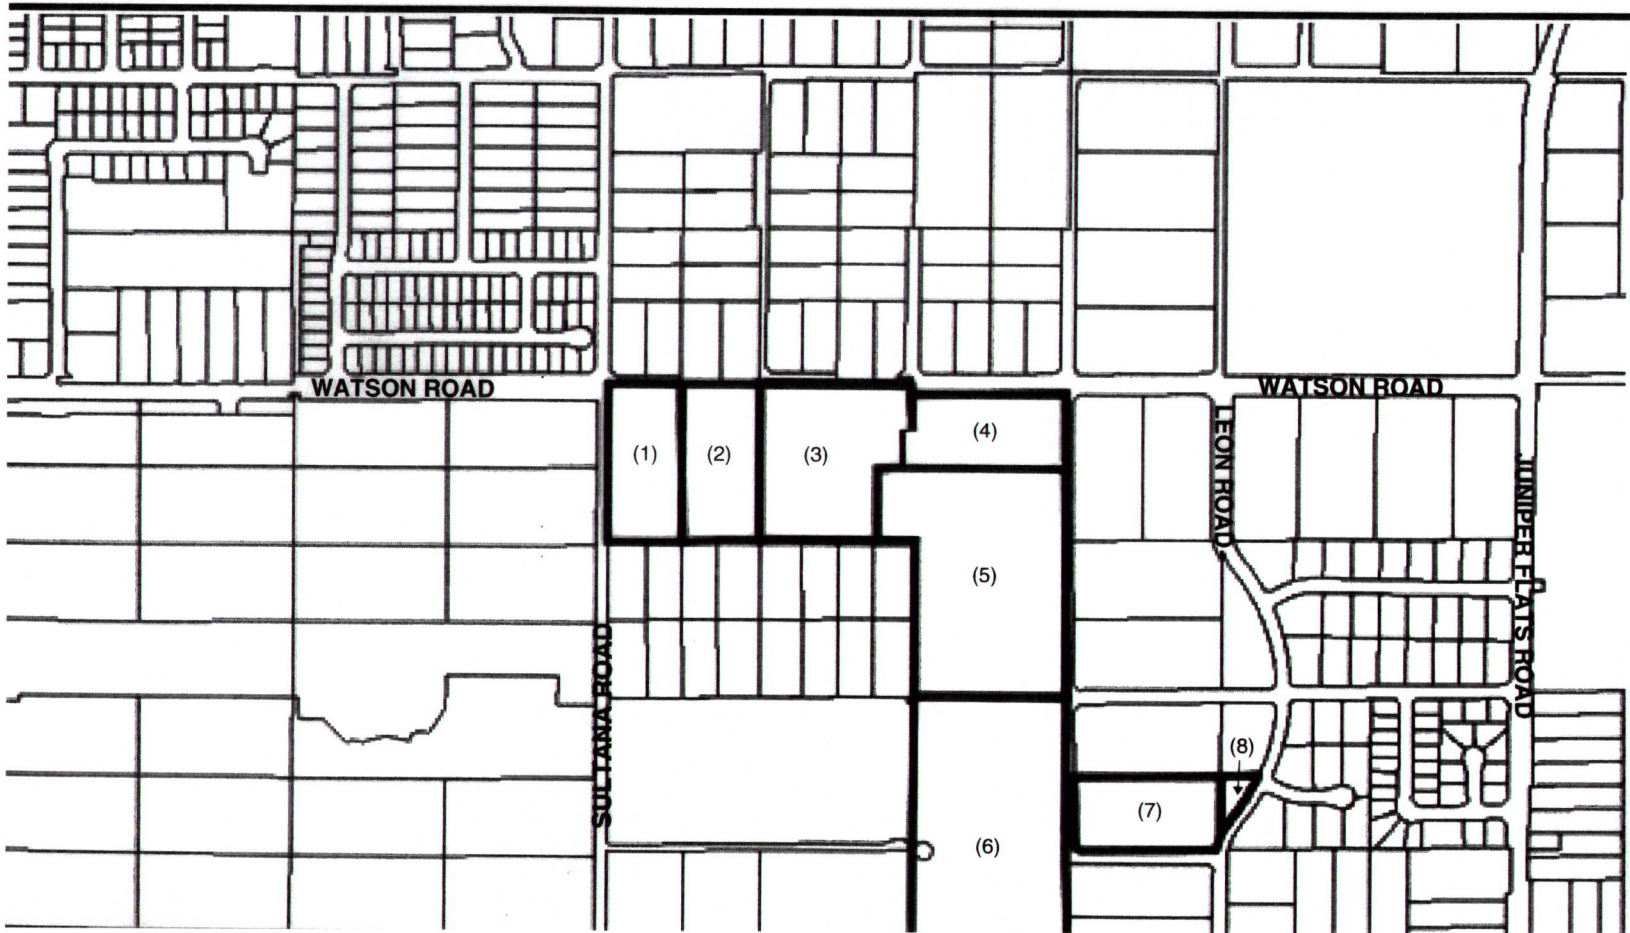 WATSON ROAD
WATSON ROAD
LEON ROAD
JUNIPER FLATS ROAD
SULTANA ROAD
(1)
(2)
(3)
(4)
(5)
(6)
(7)
(8)